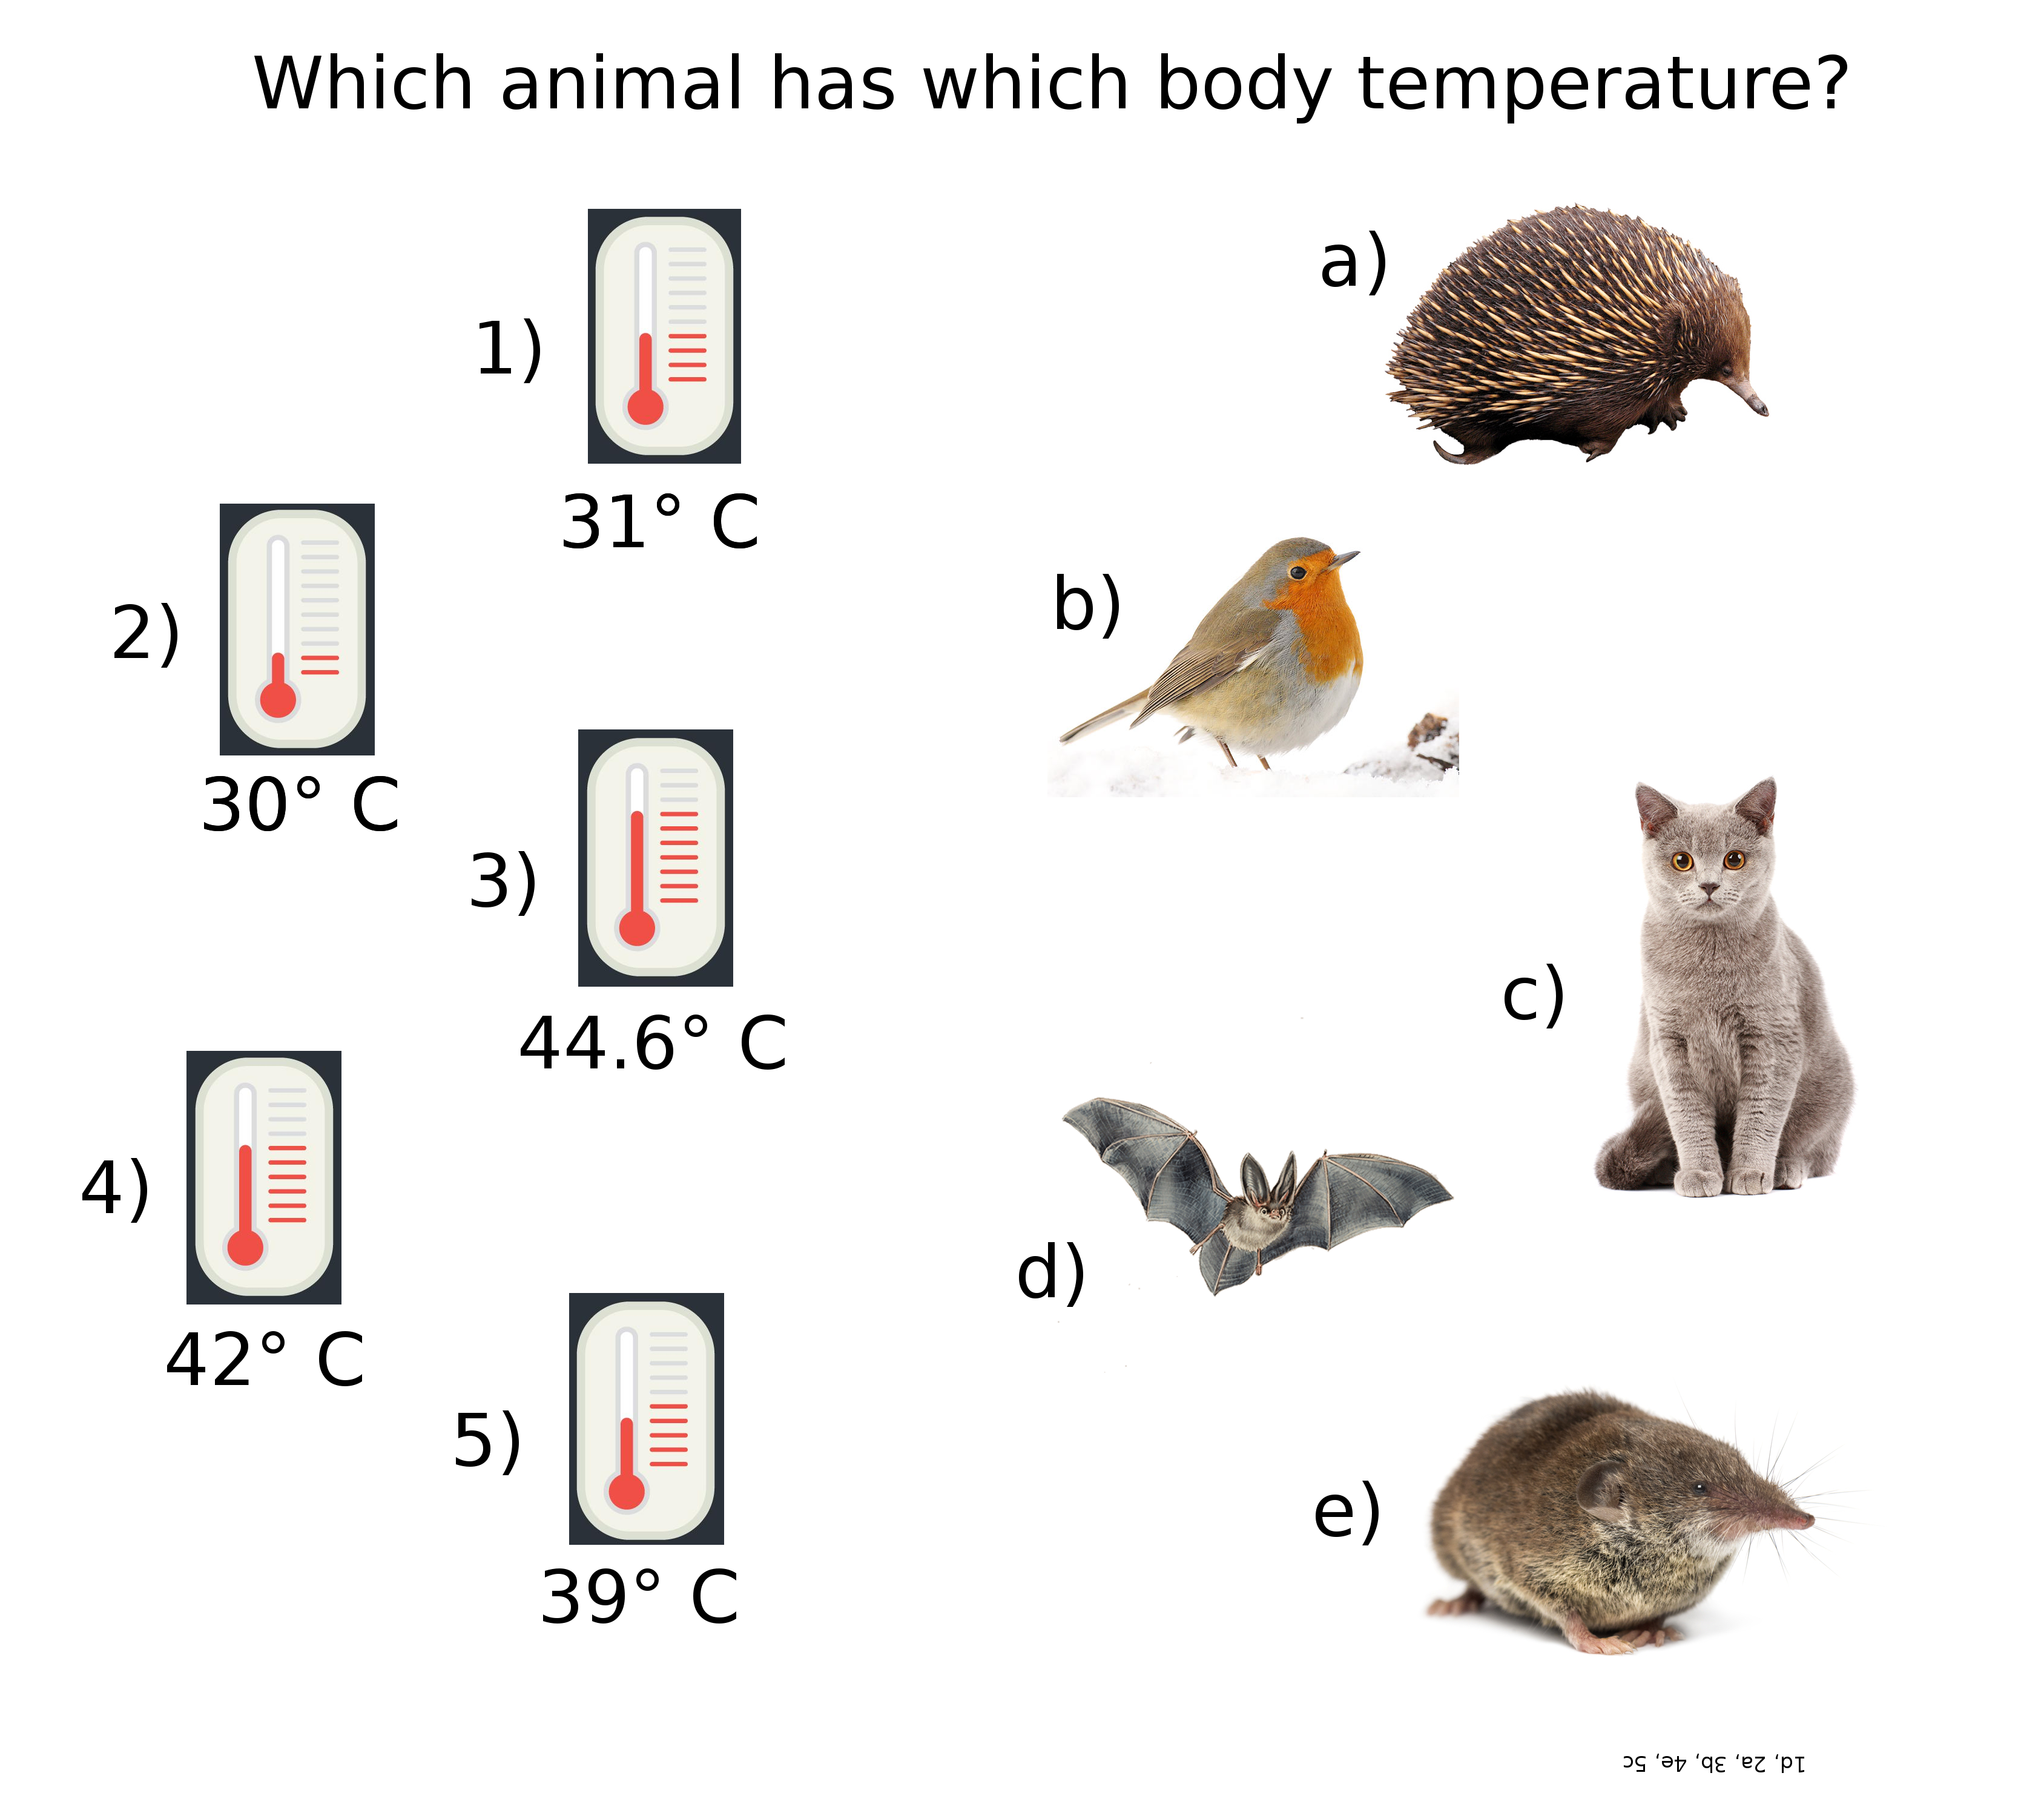 Which animal has which body temperature?
1)
31° C
2)
30° C
3)
44.6° C
4)
42° C
5)
39° C
a)
b)
c)
d)
e)
1d, 2a, 3b, 4e, 5c